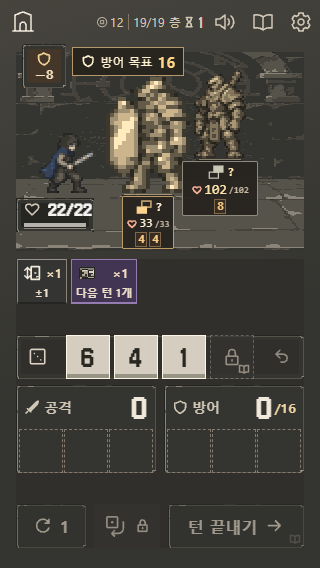 12 | 19/19 층 1
−8
방어 목표 16
22/22
?
33/33
4 4
?
102/102
8
×1
±1
×1
다음 턴 1개
6 4 1
공격 0
방어 0/16
1
턴 끝내기 →